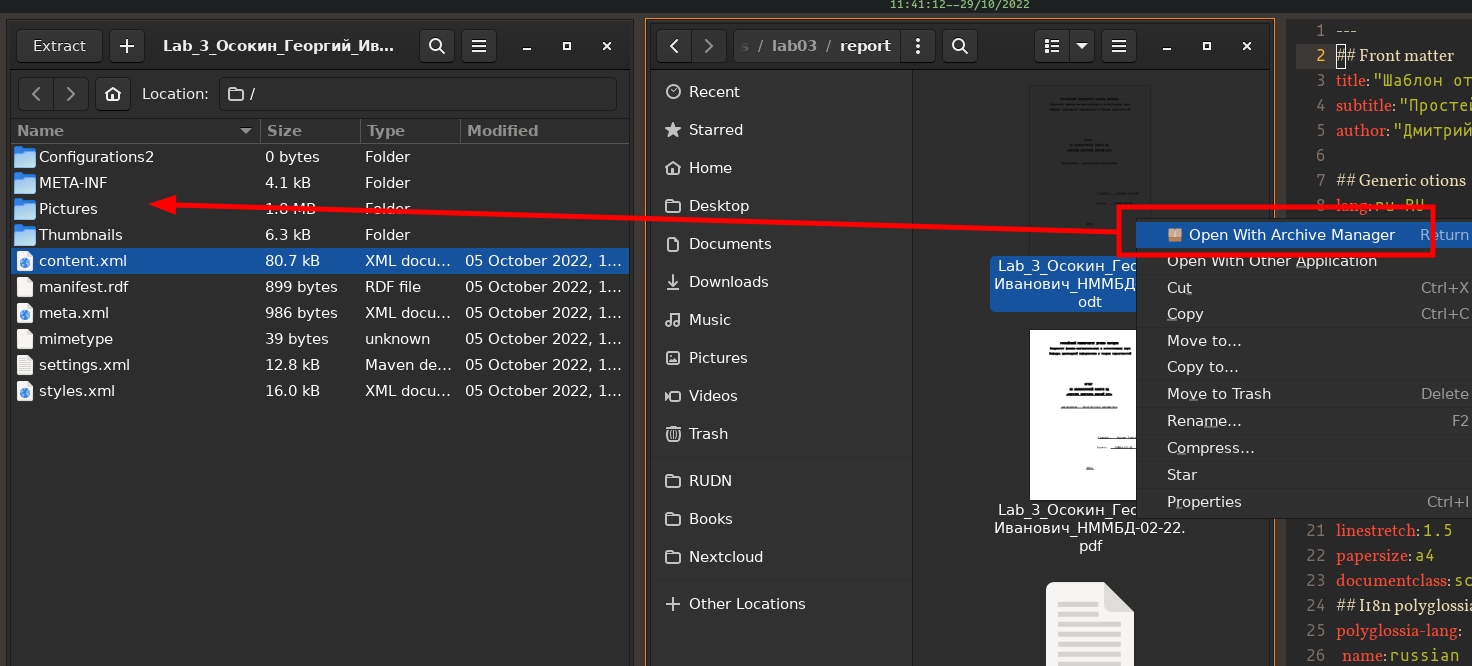 11:41:12--29/10/2022
Extract
Lab_3_Осокин_Георгий_Ив...
Location:
/
Name Size Type Modified
Configurations2 0 bytes Folder
META-INF 4.1 kB Folder
Pictures 1.8 MB Folder
Thumbnails 6.3 kB Folder
content.xml 80.7 kB XML docu... 05 October 2022, 1...
manifest.rdf 899 bytes RDF file 05 October 2022, 1...
meta.xml 986 bytes XML docu... 05 October 2022, 1...
mimetype 39 bytes unknown 05 October 2022, 1...
settings.xml 12.8 kB Maven de... 05 October 2022, 1...
styles.xml 16.0 kB XML docu... 05 October 2022, 1...
s / lab03 / report
Recent
Starred
Home
Desktop
Documents
Downloads
Music
Pictures
Videos
Trash
RUDN
Books
Nextcloud
Other Locations
Lab_3_Осокин_Гео
Иванович_НММБД
odt
Lab_3_Осокин_Гео
Иванович_НММБД-02-22.
pdf
Open With Archive Manager Return
Open With Other Application
Cut Ctrl+X
Copy Ctrl+C
Move to...
Copy to...
Move to Trash Delete
Rename... F2
Compress...
Star
Properties Ctrl+I
1 ---
2 ## Front matter
3 title: "Шаблон от
4 subtitle: "Простей
5 author: "Дмитрий
6
7 ## Generic otions
8 lang: ru-RU
21 linestretch: 1.5
22 papersize: a4
23 documentclass: sc
24 ## I18n polyglossia
25 polyglossia-lang:
26 name: russian